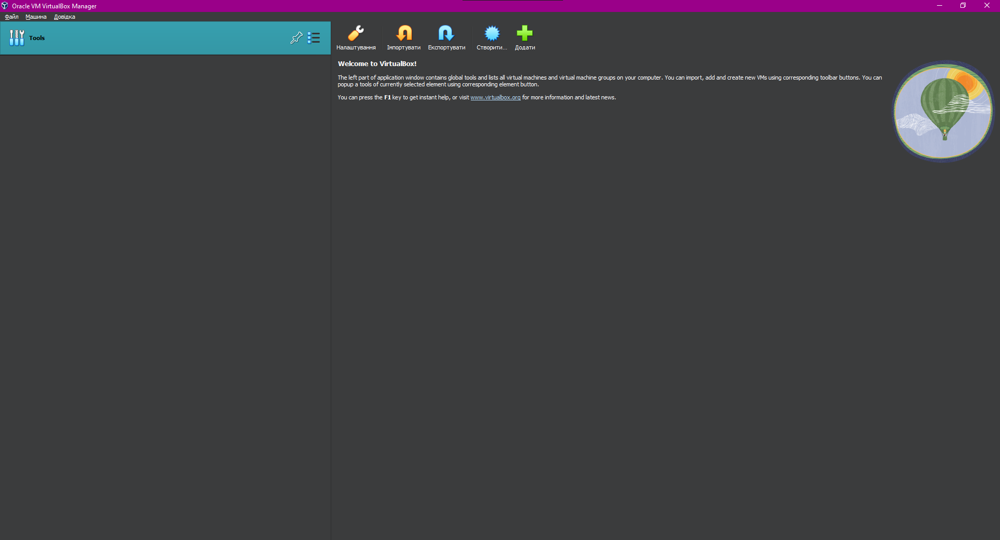 Oracle VM VirtualBox Manager
Файл Машина Довідка
Tools
Налаштування Імпортувати Експортувати Створити... Додати
Welcome to VirtualBox!
The left part of application window contains global tools and lists all virtual machines and virtual machine groups on your computer. You can import, add and create new VMs using corresponding toolbar buttons. You can
popup a tools of currently selected element using corresponding element button.
You can press the F1 key to get instant help, or visit www.virtualbox.org for more information and latest news.